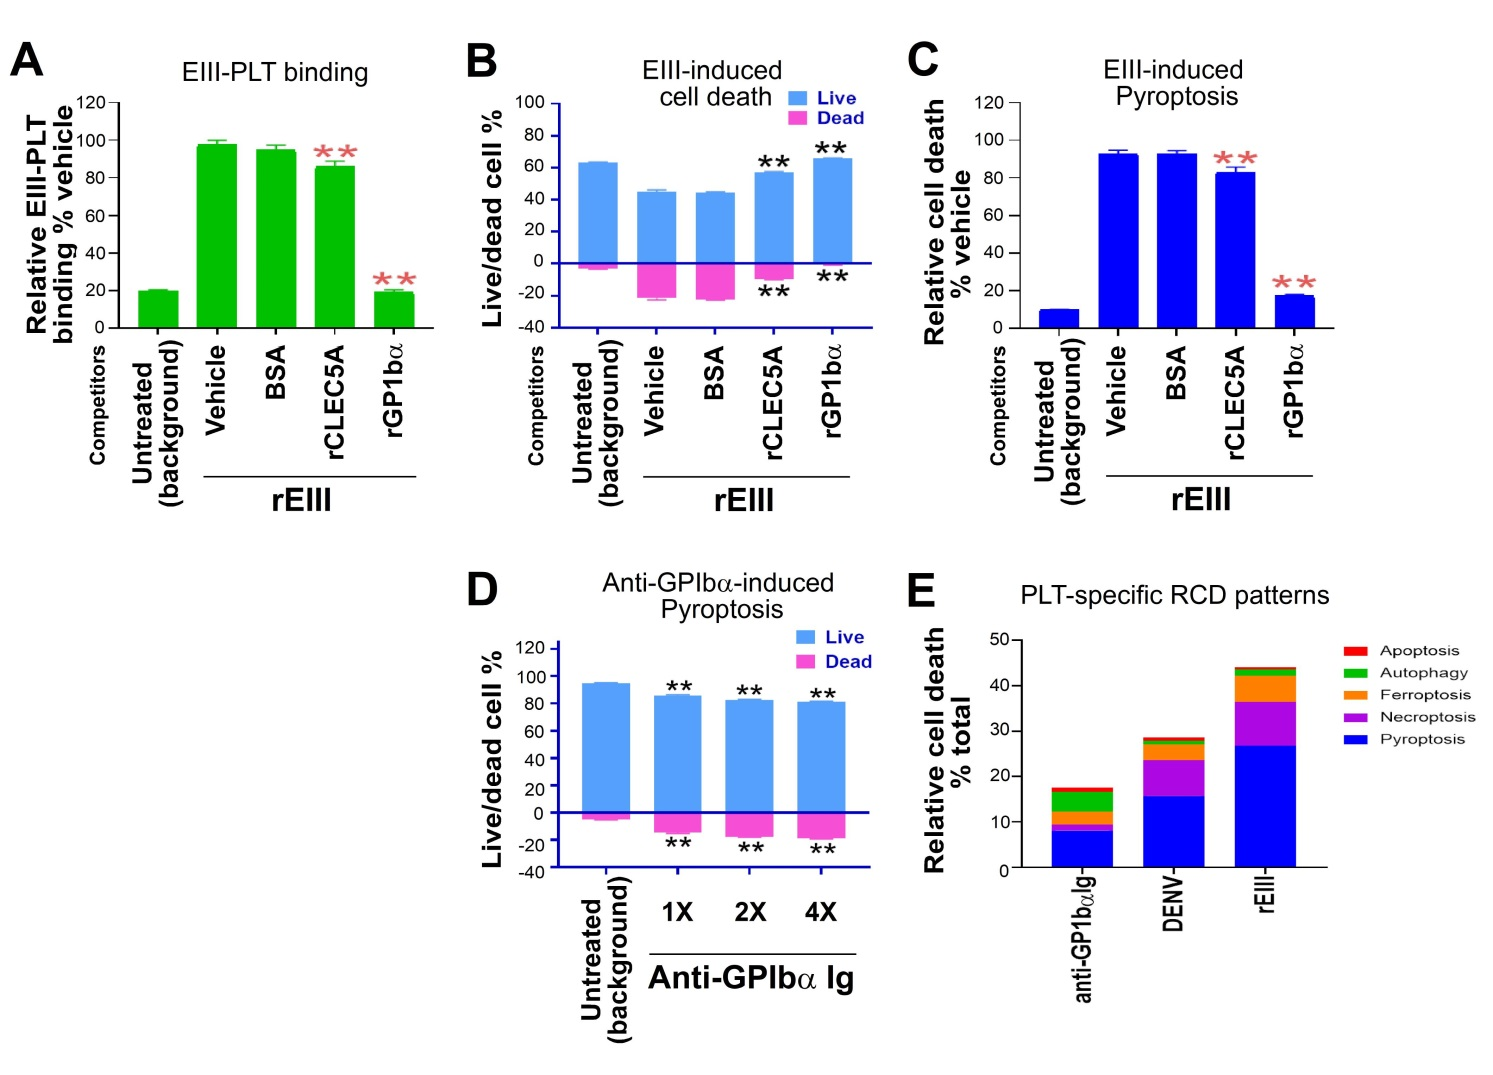 A
EIII-PLT binding
Relative EIII-PLT
binding % vehicle
120
100
80
60
40
20
0
**
**
Competitors
Untreated
(background)
Vehicle
BSA
rCLEC5A
rGP1bα
rEIII
B
EIII-induced
cell death
Live
Dead
Live/dead cell %
100
80
60
40
20
0
-20
-40
**
**
**
**
Competitors
Untreated
(background)
Vehicle
BSA
rCLEC5A
rGP1bα
rEIII
C
EIII-induced
Pyroptosis
Relative cell death
% vehicle
120
100
80
60
40
20
0
**
**
Competitors
Untreated
(background)
Vehicle
BSA
rCLEC5A
rGP1bα
rEIII
D
Anti-GPIbα-induced
Pyroptosis
Live
Dead
Live/dead cell %
120
100
80
60
40
20
0
-20
-40
**
**
**
**
**
**
Untreated
(background)
1X
2X
4X
Anti-GPIbα Ig
E
PLT-specific RCD patterns
Relative cell death
% total
50
40
30
20
10
0
Apoptosis
Autophagy
Ferroptosis
Necroptosis
Pyroptosis
anti-GP1bαIg
DENV
rEIII